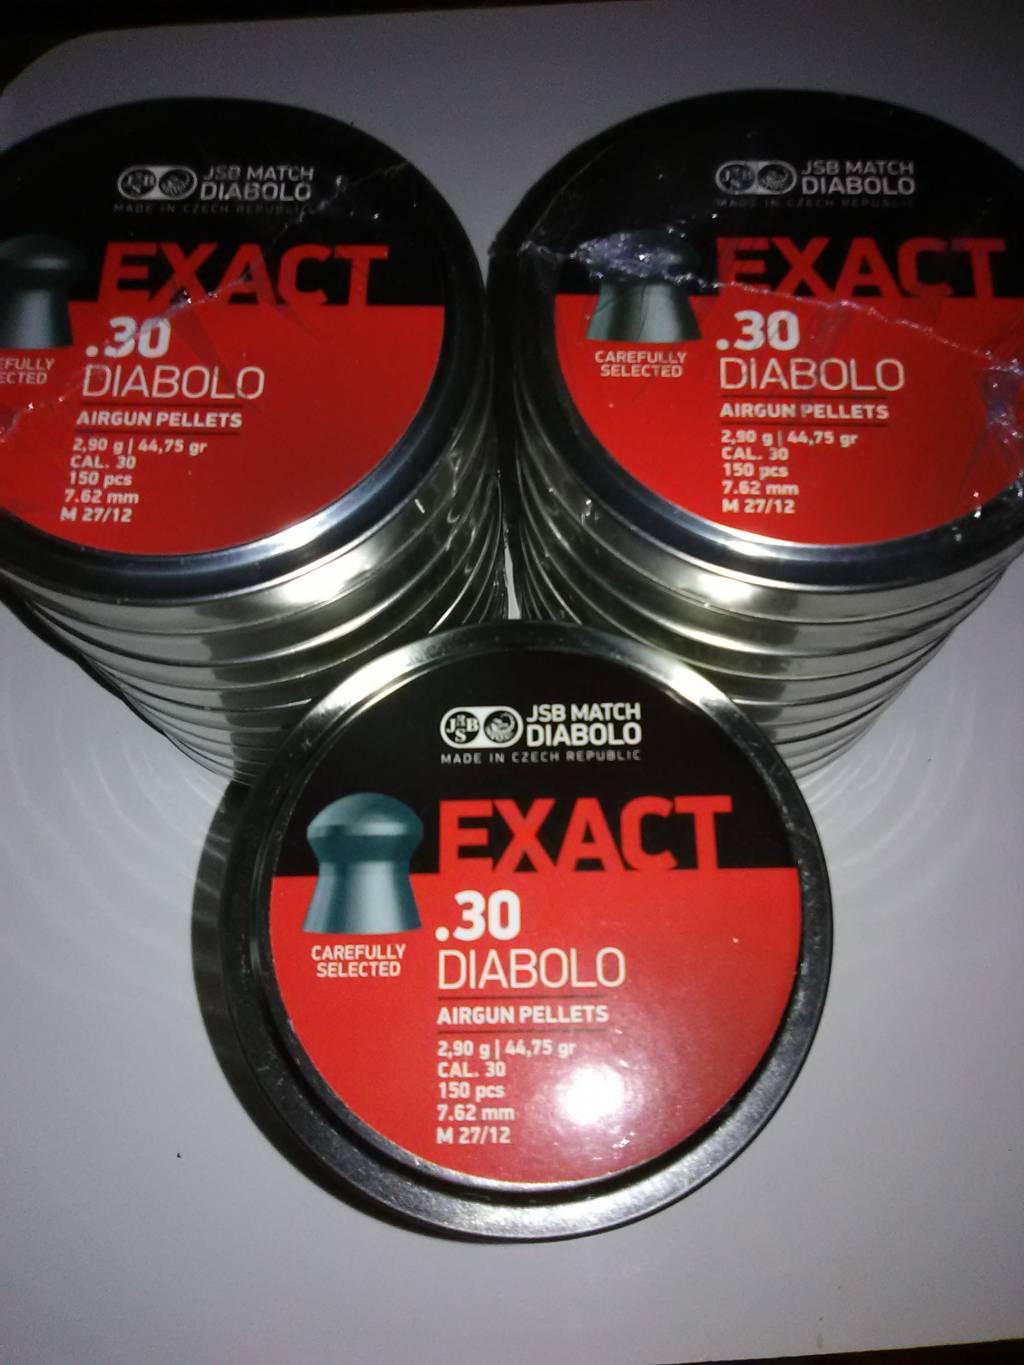 JSB MATCH
DIABOLO
MADE IN CZECH REPUBLIC
EXACT
.30
DIABOLO
AIRGUN PELLETS
2,90 g | 44,75 gr
CAL. 30
150 pcs
7.62 mm
M 27/12
JSB MATCH
DIABOLO
MADE IN CZECH REPUBLIC
EXACT
CAREFULLY
SELECTED
.30
DIABOLO
AIRGUN PELLETS
2,90 g | 44,75 gr
CAL. 30
150 pcs
7.62 mm
M 27/12
JSB MATCH
DIABOLO
MADE IN CZECH REPUBLIC
EXACT
CAREFULLY
SELECTED
.30
DIABOLO
AIRGUN PELLETS
2,90 g | 44,75 gr
CAL. 30
150 pcs
7.62 mm
M 27/12